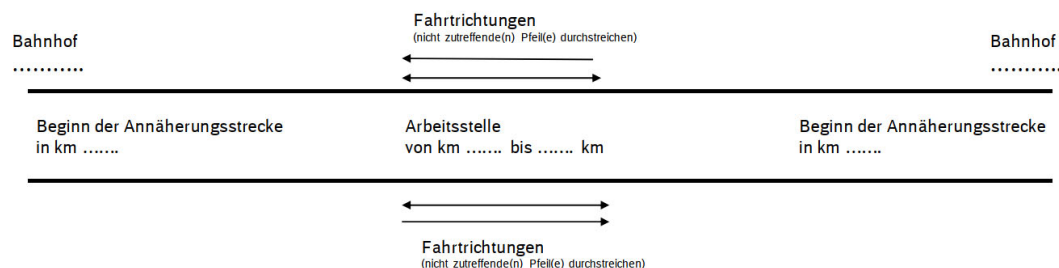 Fahrtrichtungen
(nicht zutreffende(n) Pfeil(e) durchstreichen)
Bahnhof
...........
Bahnhof
...........
Beginn der Annäherungsstrecke
in km .......
Arbeitsstelle
von km ....... bis ....... km
Beginn der Annäherungsstrecke
in km .......
Fahrtrichtungen
(nicht zutreffende(n) Pfeil(e) durchstreichen)